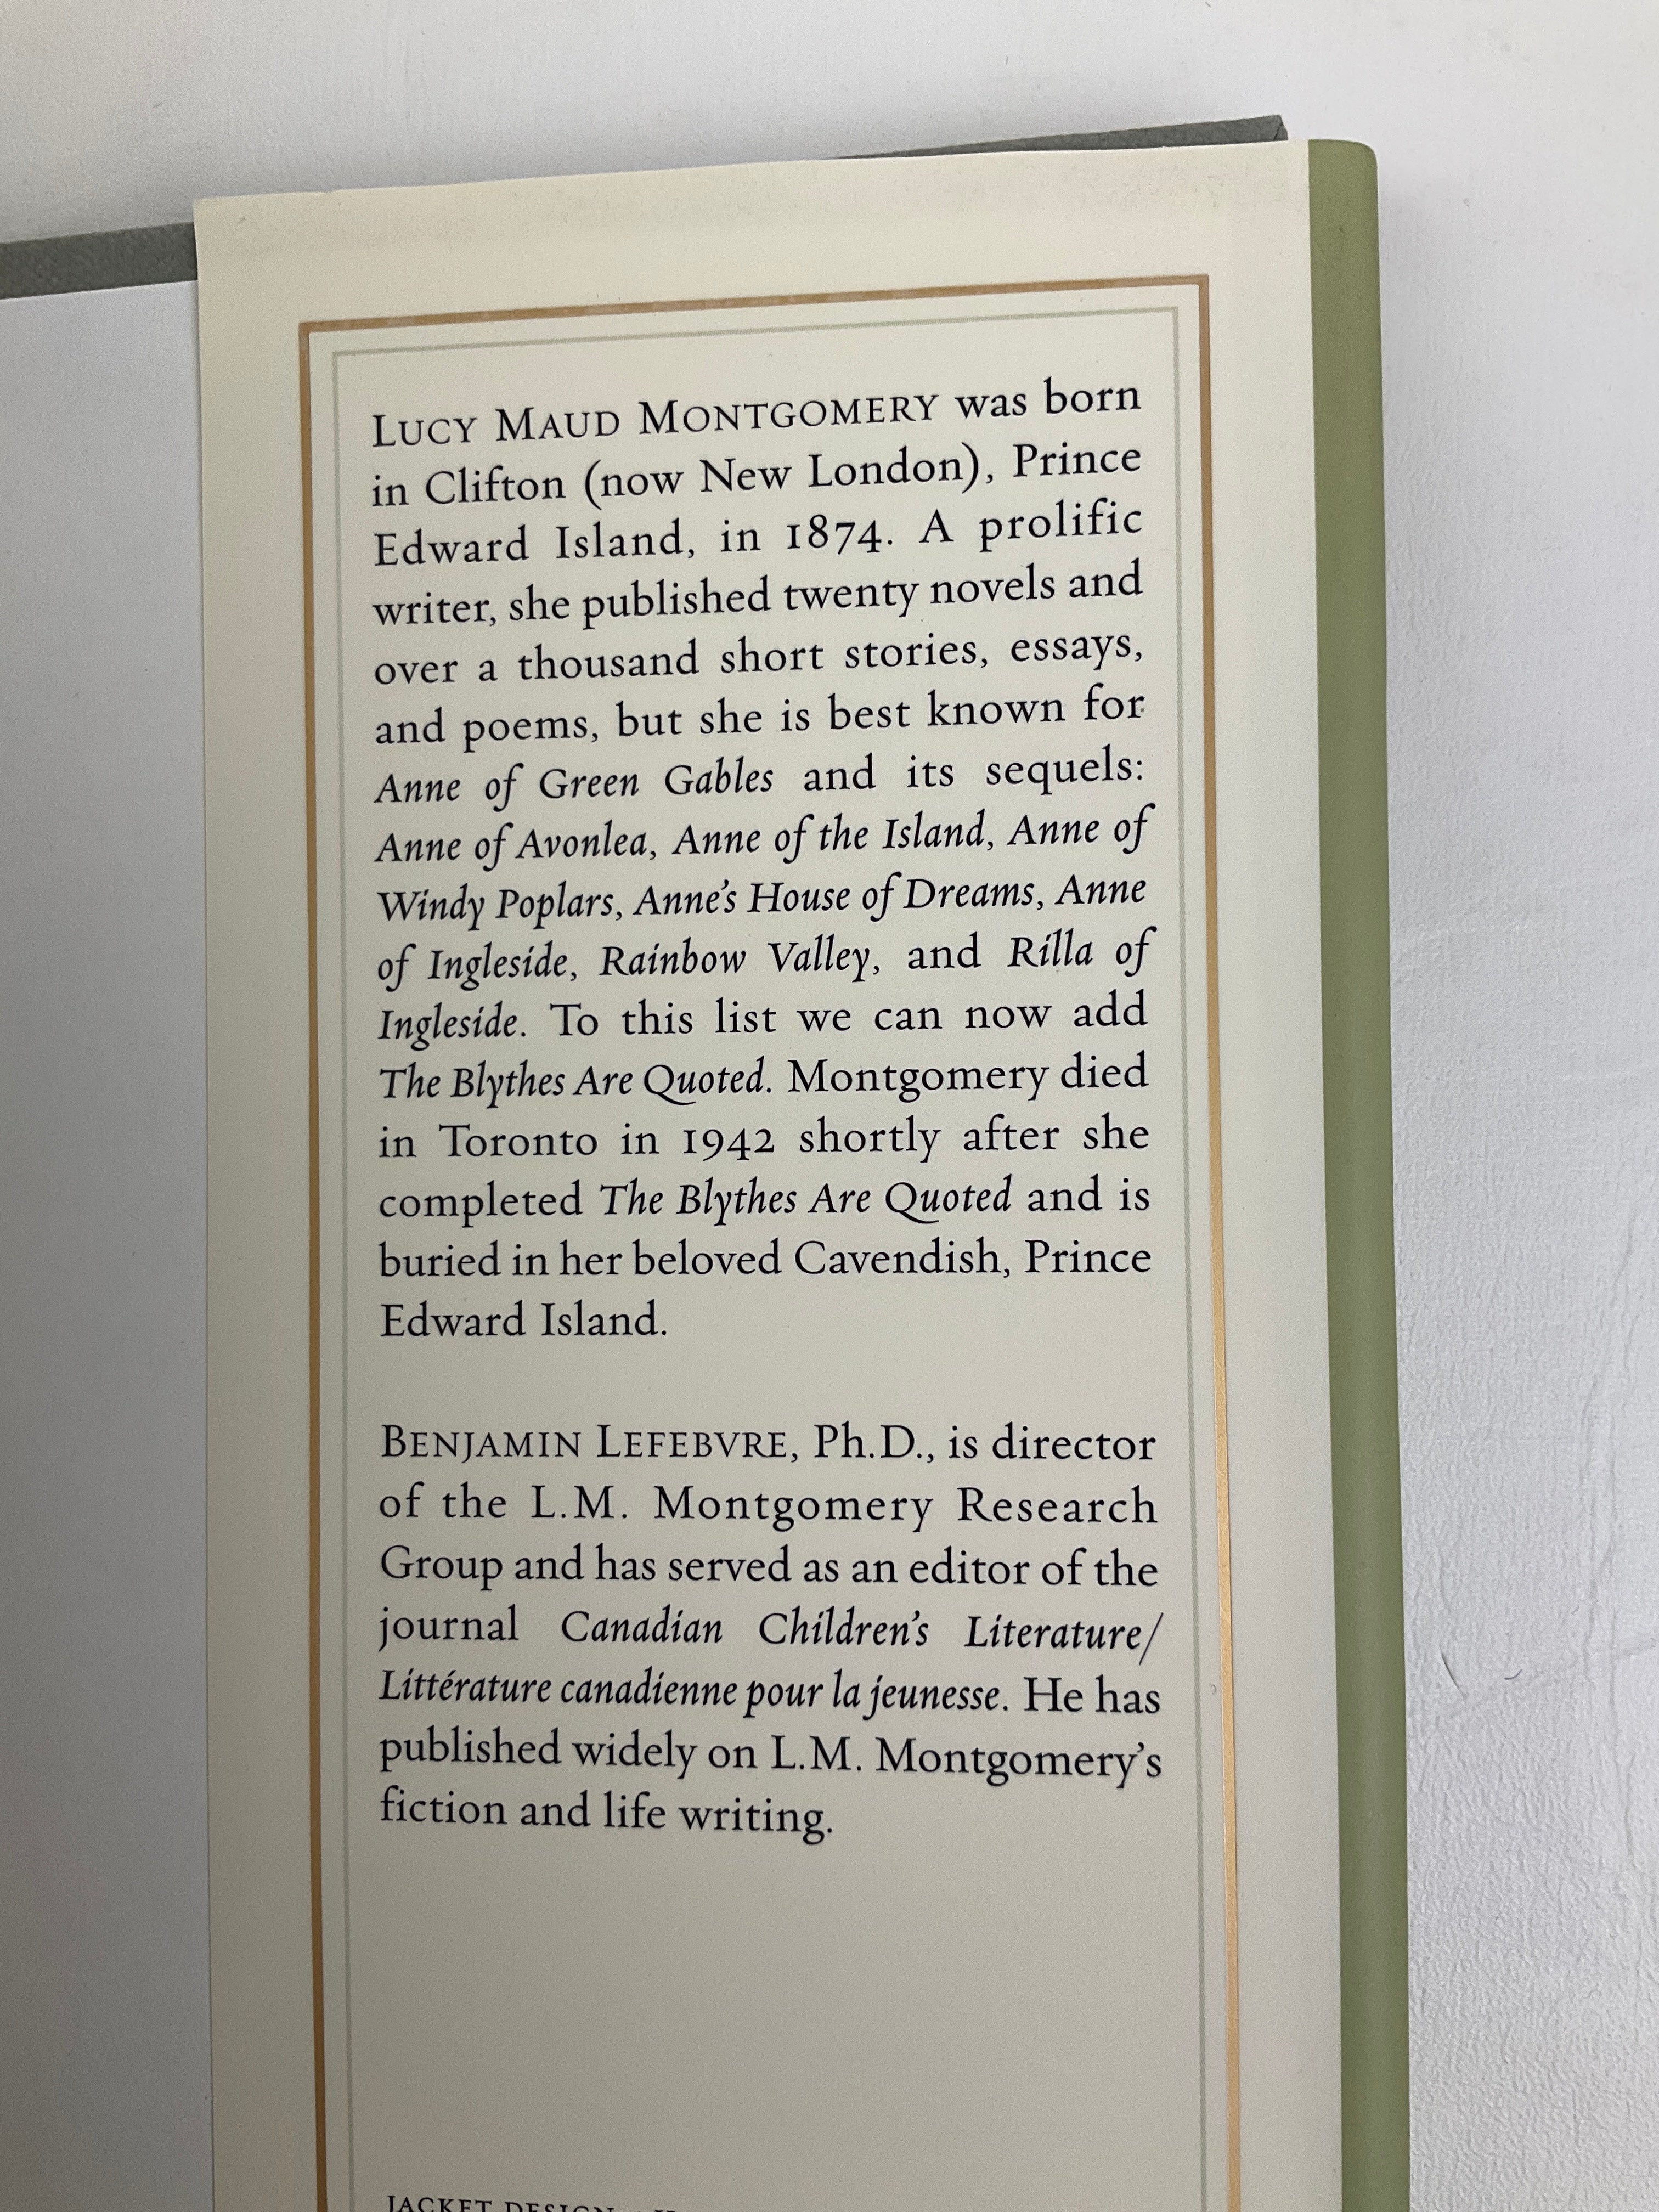 LUCY MAUD MONTGOMERY was born
in Clifton (now New London), Prince
Edward Island, in 1874. A prolific
writer, she published twenty novels and
over a thousand short stories, essays,
and poems, but she is best known for
Anne of Green Gables and its sequels:
Anne of Avonlea, Anne of the Island, Anne of
Windy Poplars, Anne's House of Dreams, Anne
of Ingleside, Rainbow Valley, and Rilla of
Ingleside. To this list we can now add
The Blythes Are Quoted. Montgomery died
in Toronto in 1942 shortly after she
completed The Blythes Are Quoted and is
buried in her beloved Cavendish, Prince
Edward Island.
BENJAMIN LEFEBVRE, Ph.D., is director
of the L.M. Montgomery Research
Group and has served as an editor of the
journal Canadian Children's Literature/
Littérature canadienne pour la jeunesse. He has
published widely on L.M. Montgomery's
fiction and life writing.
JACKET DESIGN